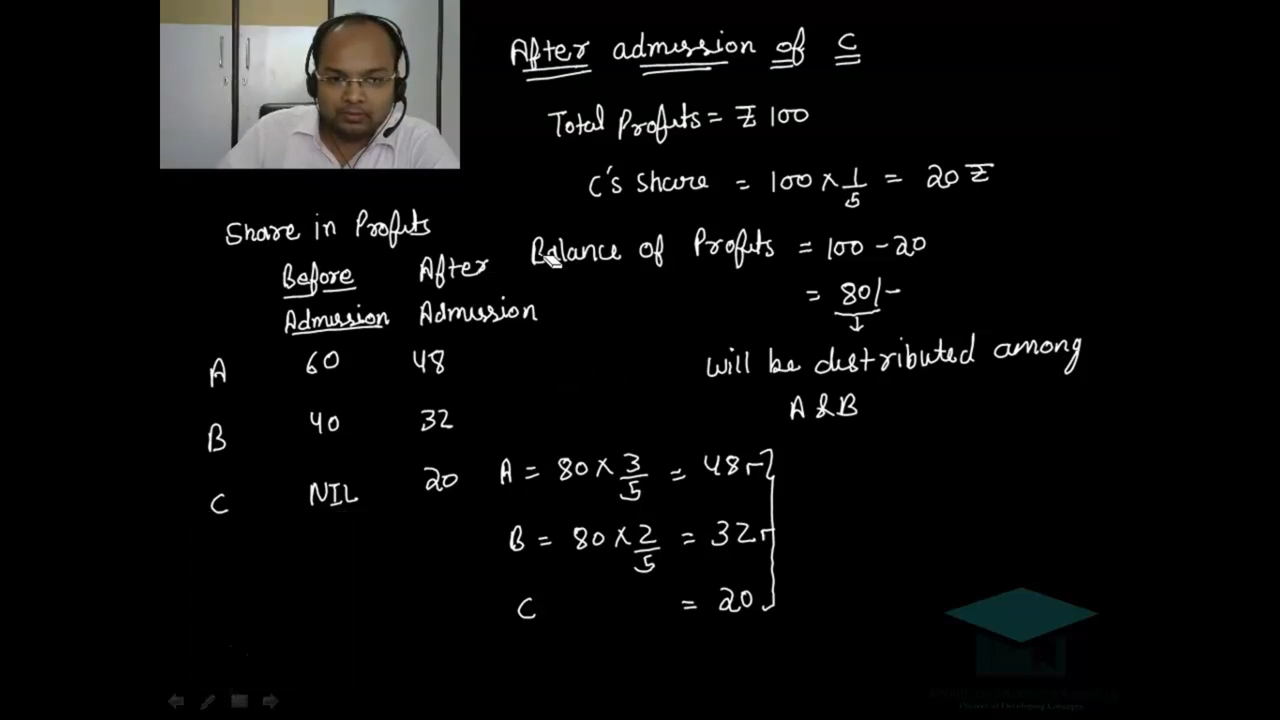 After admission of C
Total Profits = ₹ 100
C's share = 100 × 1/5 = 20 ₹
Share in Profits
Balance of Profits = 100 - 20
= 80/-
Before Admission
After Admission
will be distributed among
A & B
A 60 48
B 40 32
C NIL 20
A = 80 × 3/5 = 48
B = 80 × 2/5 = 32
C = 20